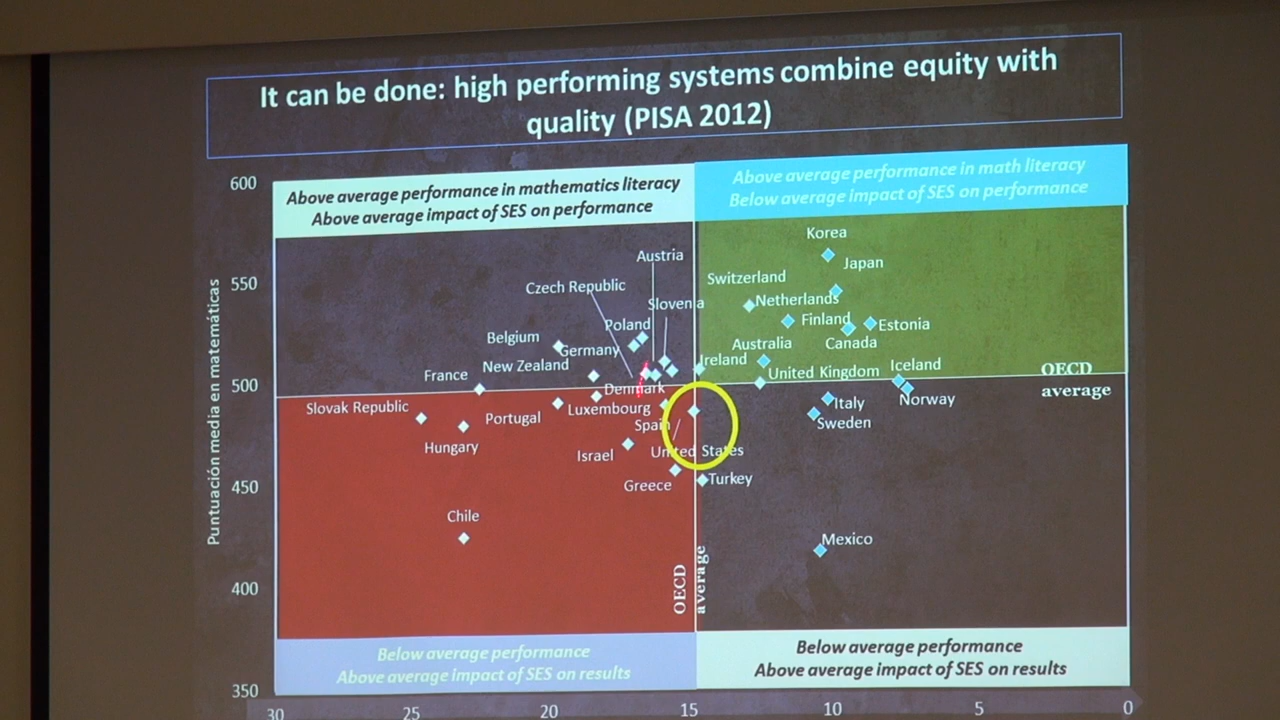 It can be done: high performing systems combine equity with
quality (PISA 2012)
Above average performance in mathematics literacy
Above average impact of SES on performance
Above average performance in math literacy
Below average impact of SES on performance
Puntuación media en matemáticas
600
550
500
450
400
350
Korea
Japan
Austria
Switzerland
Czech Republic
Netherlands
Slovenia
Finland
Estonia
Poland
Canada
Belgium
Germany
Australia
Ireland
Iceland
New Zealand
United Kingdom
OECD
average
France
Denmark
Norway
Slovak Republic
Portugal
Luxembourg
Italy
Spain
Sweden
Hungary
Israel
United States
Greece
Turkey
Chile
Mexico
OECD
average
Below average performance
Above average impact of SES on results
Below average performance
Above average impact of SES on results
30
25
20
15
10
5
0